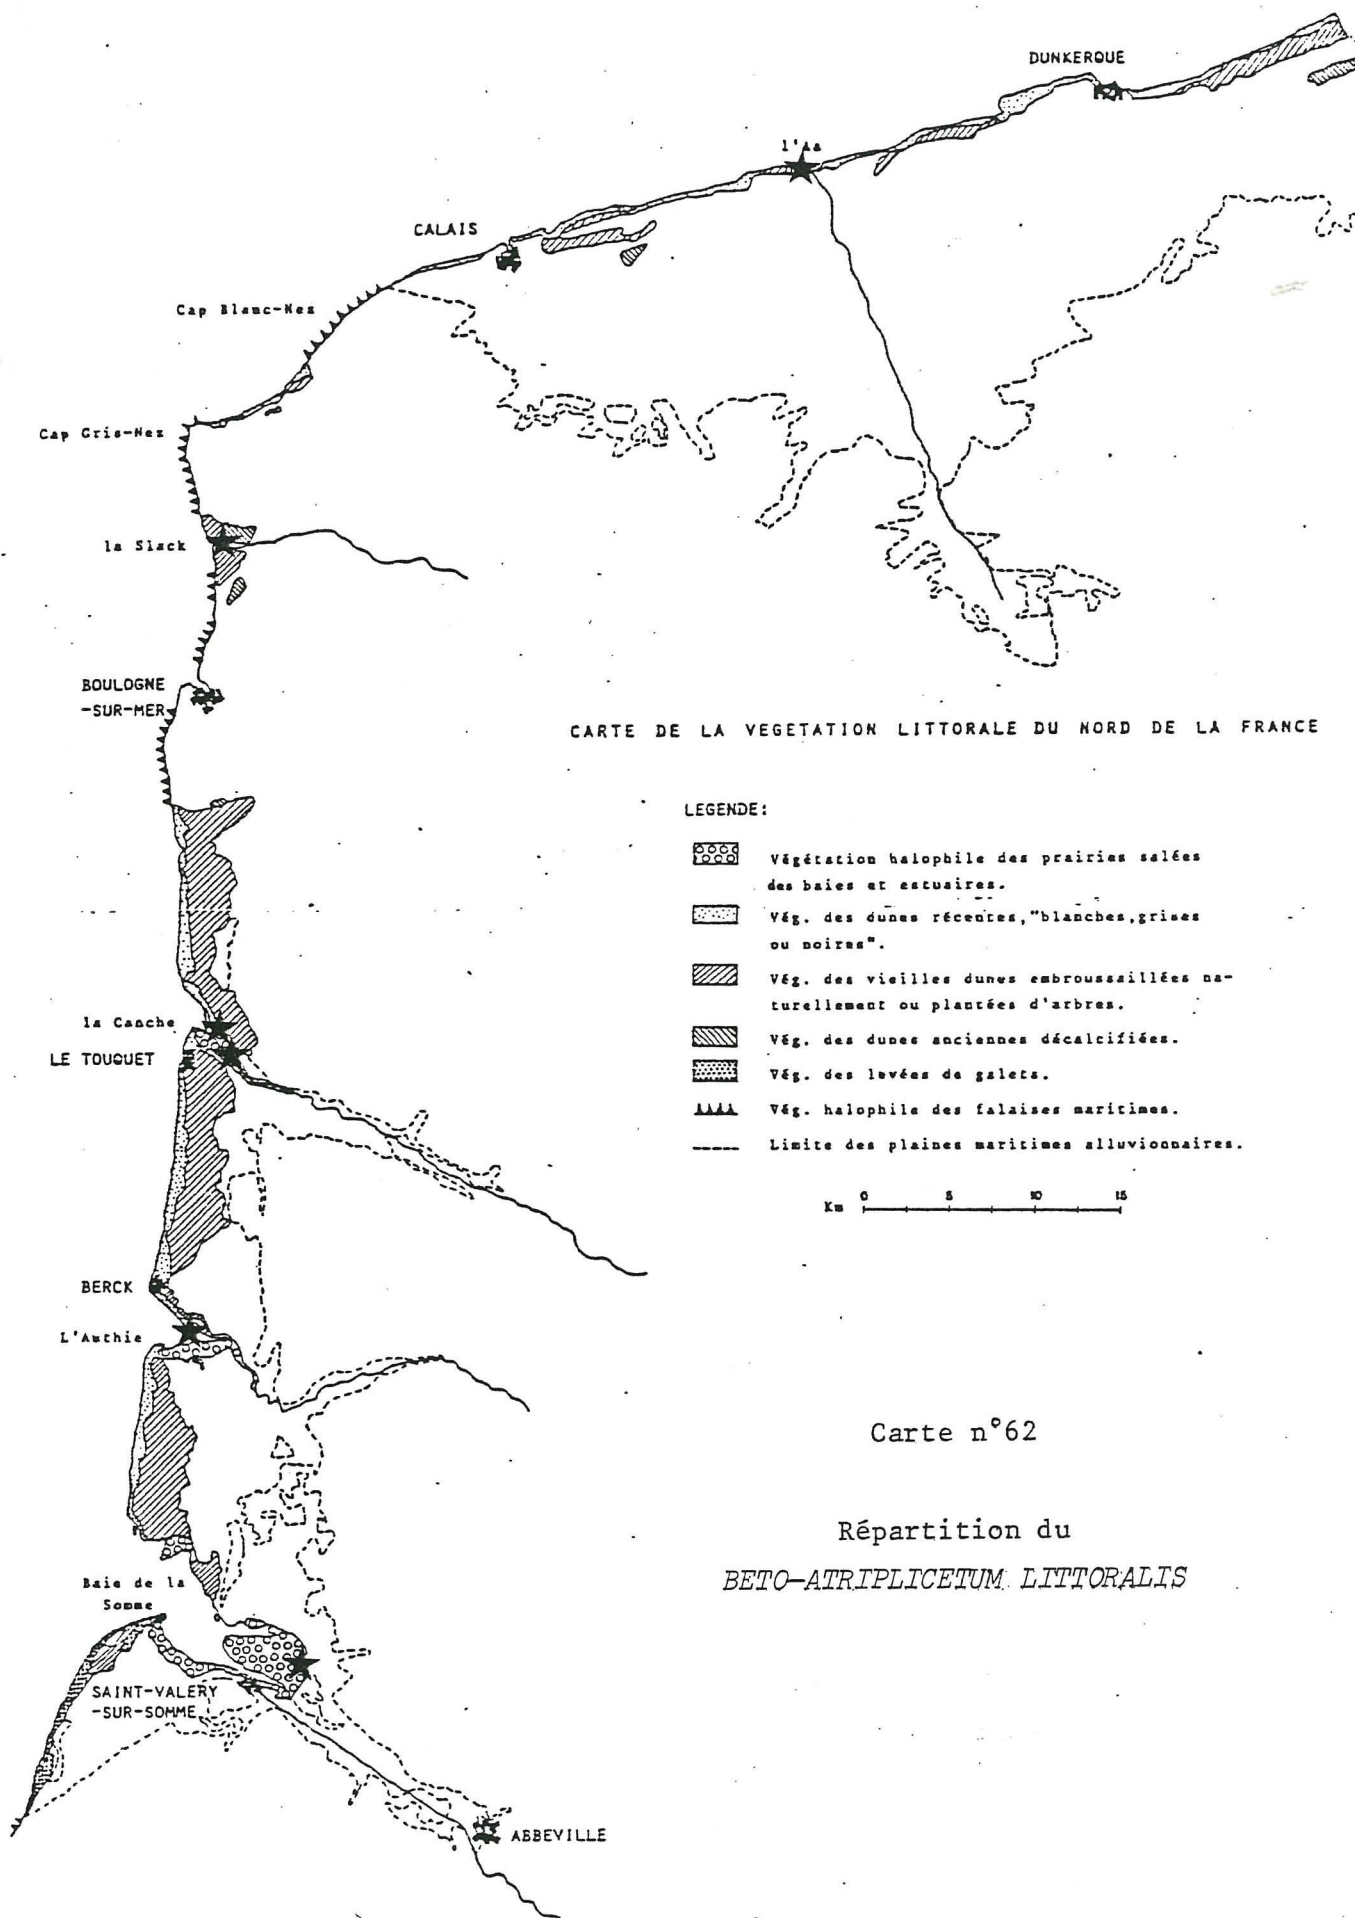 DUNKERQUE
l'Aa
CALAIS
Cap Blanc-Nez
Cap Gris-Nez
la Slack
BOULOGNE
-SUR-MER
CARTE DE LA VEGETATION LITTORALE DU NORD DE LA FRANCE
LEGENDE:
Végétation halophile des prairies salées
des baies et estuaires.
Vég. des dunes récentes,"blanches,grises
ou noires".
Vég. des vieilles dunes embroussaillées na-
turellement ou plantées d'arbres.
Vég. des dunes anciennes décalcifiées.
Vég. des levées de galets.
Vég. halophile des falaises maritimes.
Limite des plaines maritimes alluvionnaires.
Km 0 5 10 15
la Canche
LE TOUQUET
BERCK
L'Authie
Carte n°62
Répartition du
BETO-ATRIPLICETUM LITTORALIS
Baie de la
Somme
SAINT-VALERY
-SUR-SOMME
ABBEVILLE